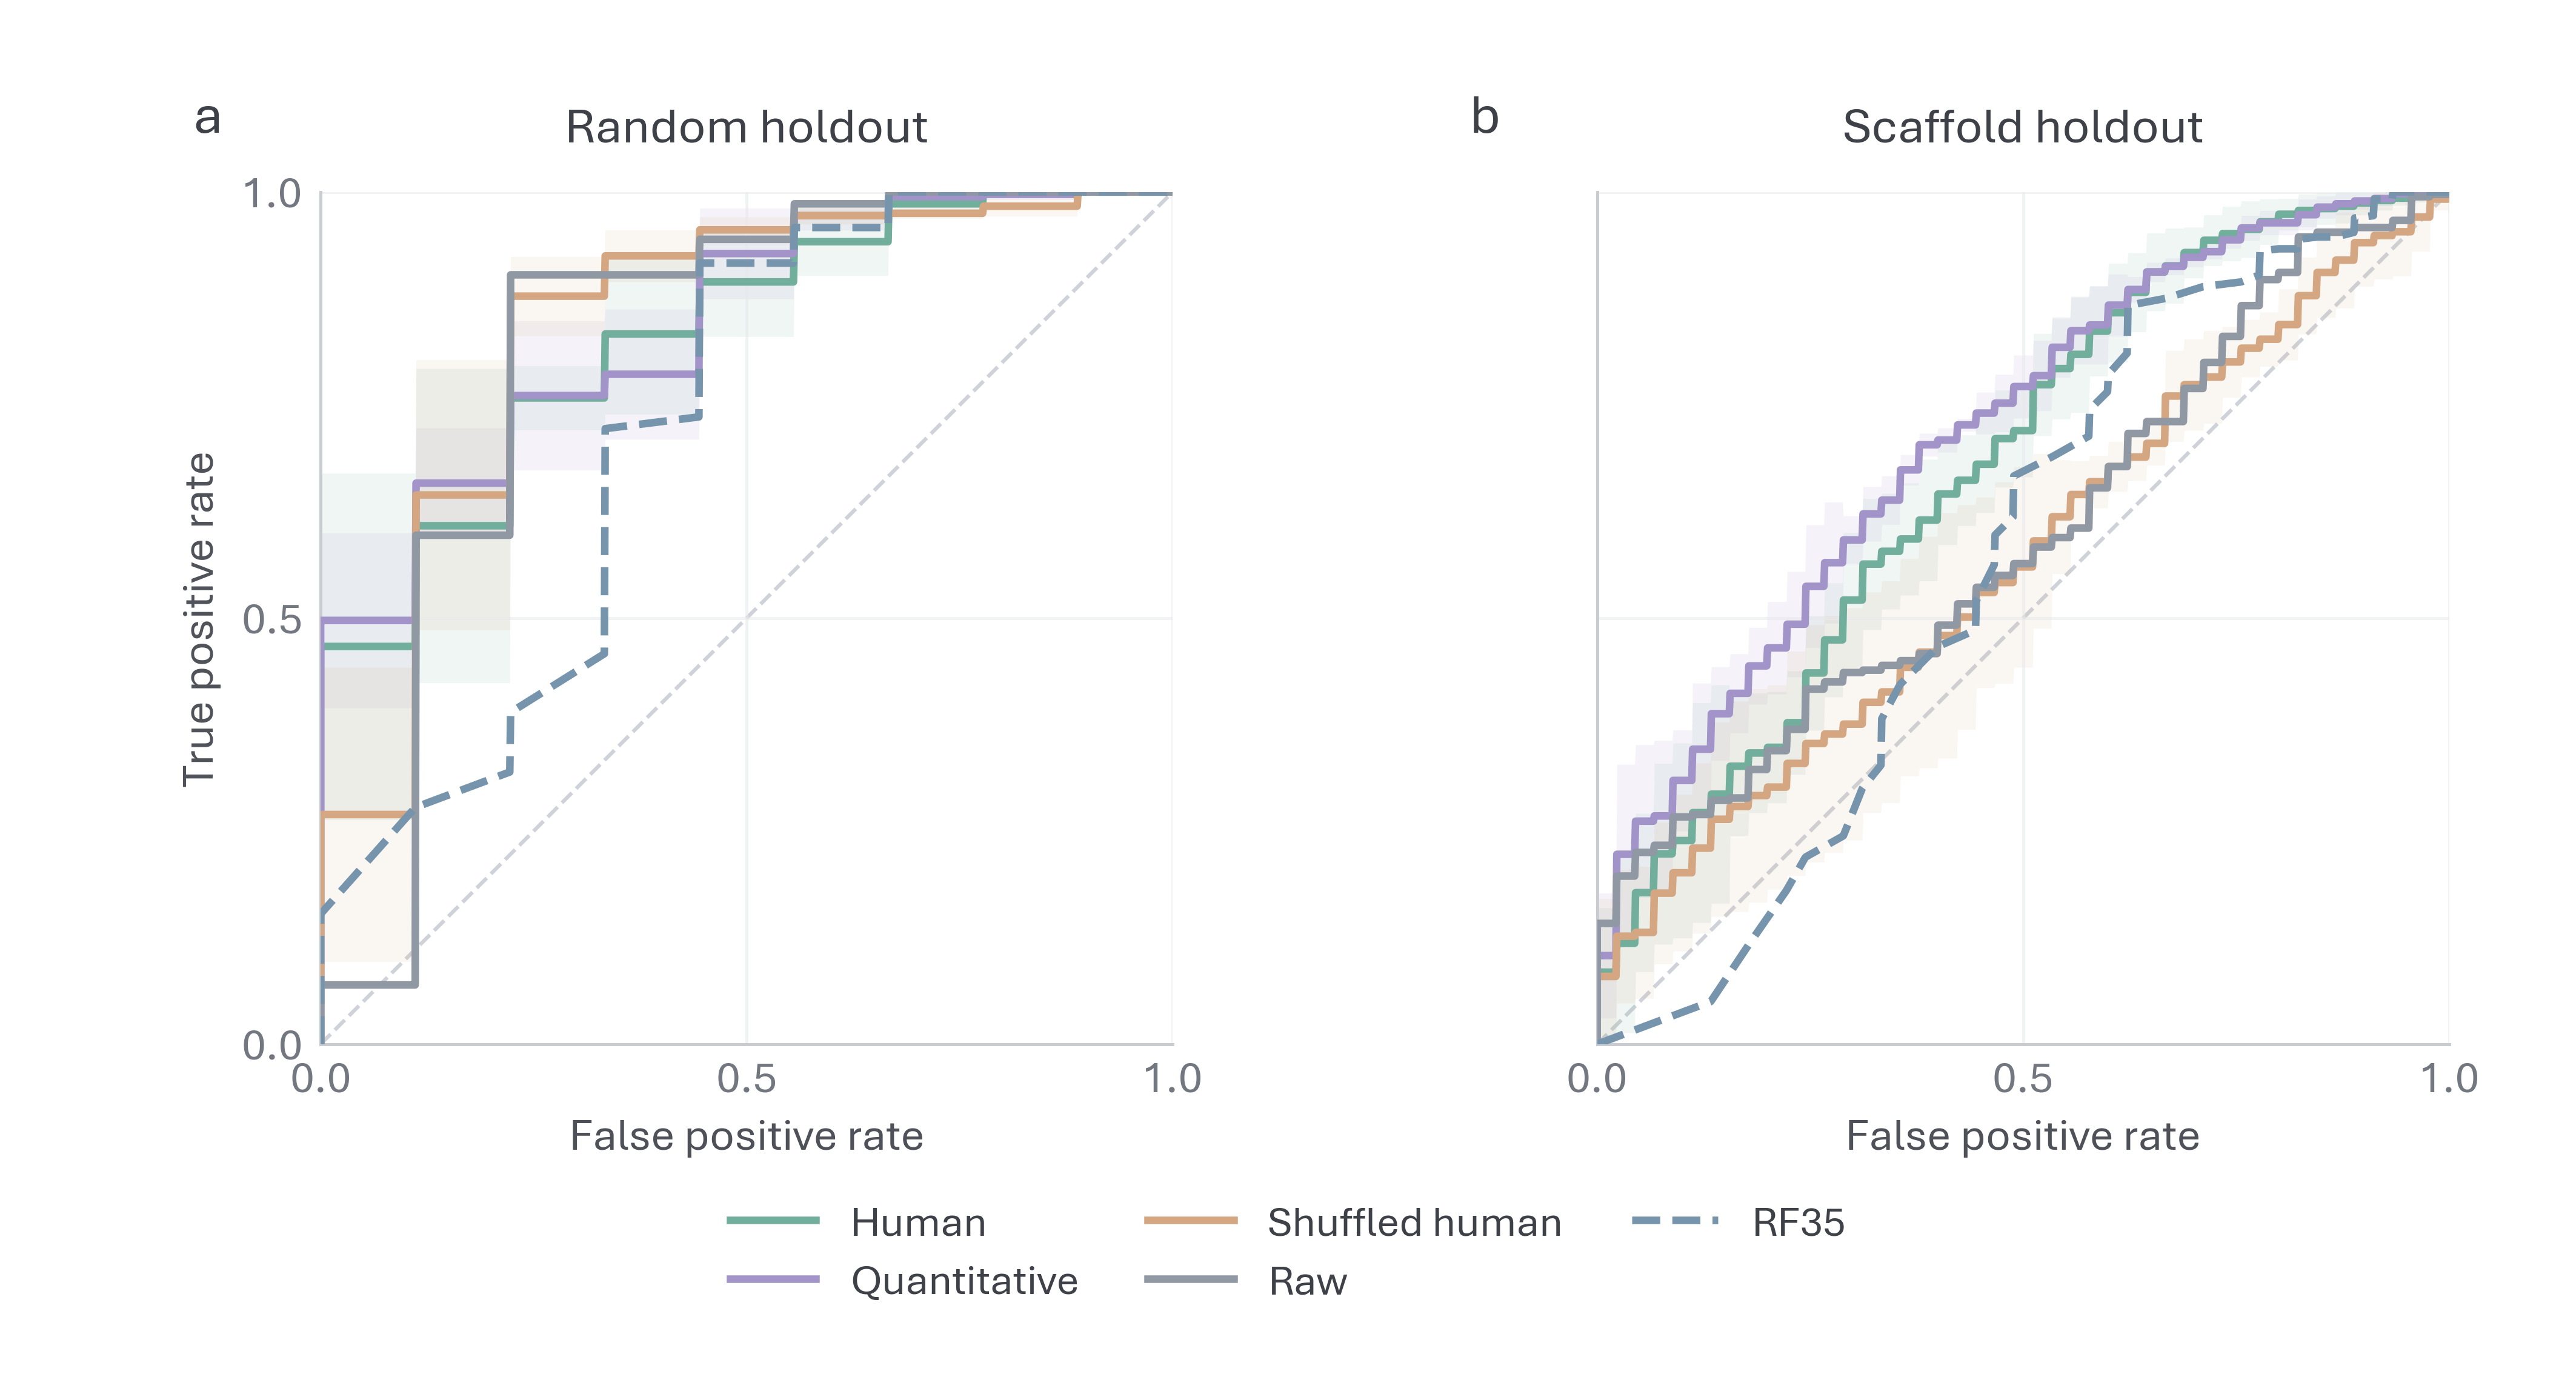 a
Random holdout
b
Scaffold holdout
True positive rate
1.0
0.5
0.0
0.0 0.5 1.0
False positive rate
0.0 0.5 1.0
False positive rate
Human
Shuffled human
RF35
Quantitative
Raw